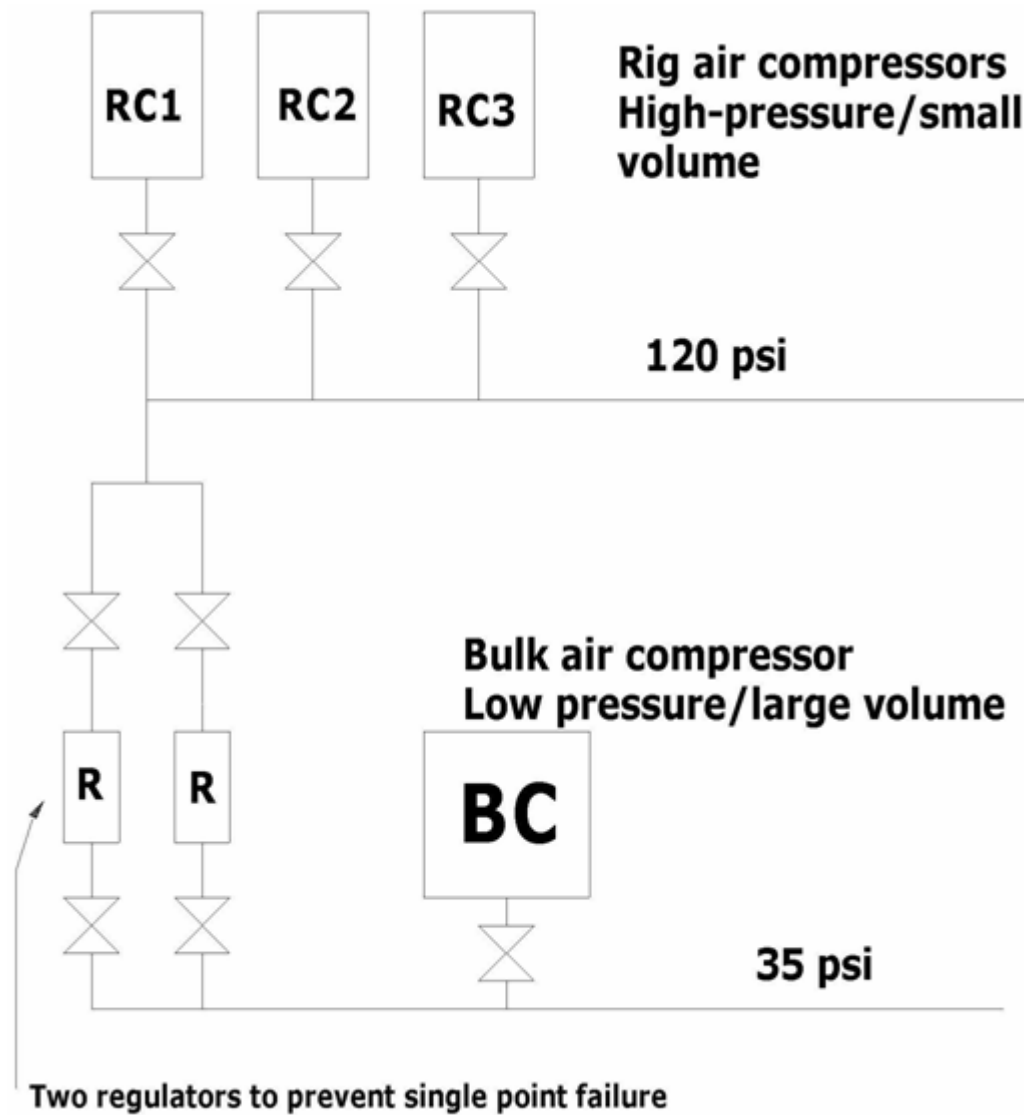 RC1
RC2
RC3
Rig air compressors
High-pressure/small
volume
120 psi
Bulk air compressor
Low pressure/large volume
R
R
BC
35 psi
Two regulators to prevent single point failure